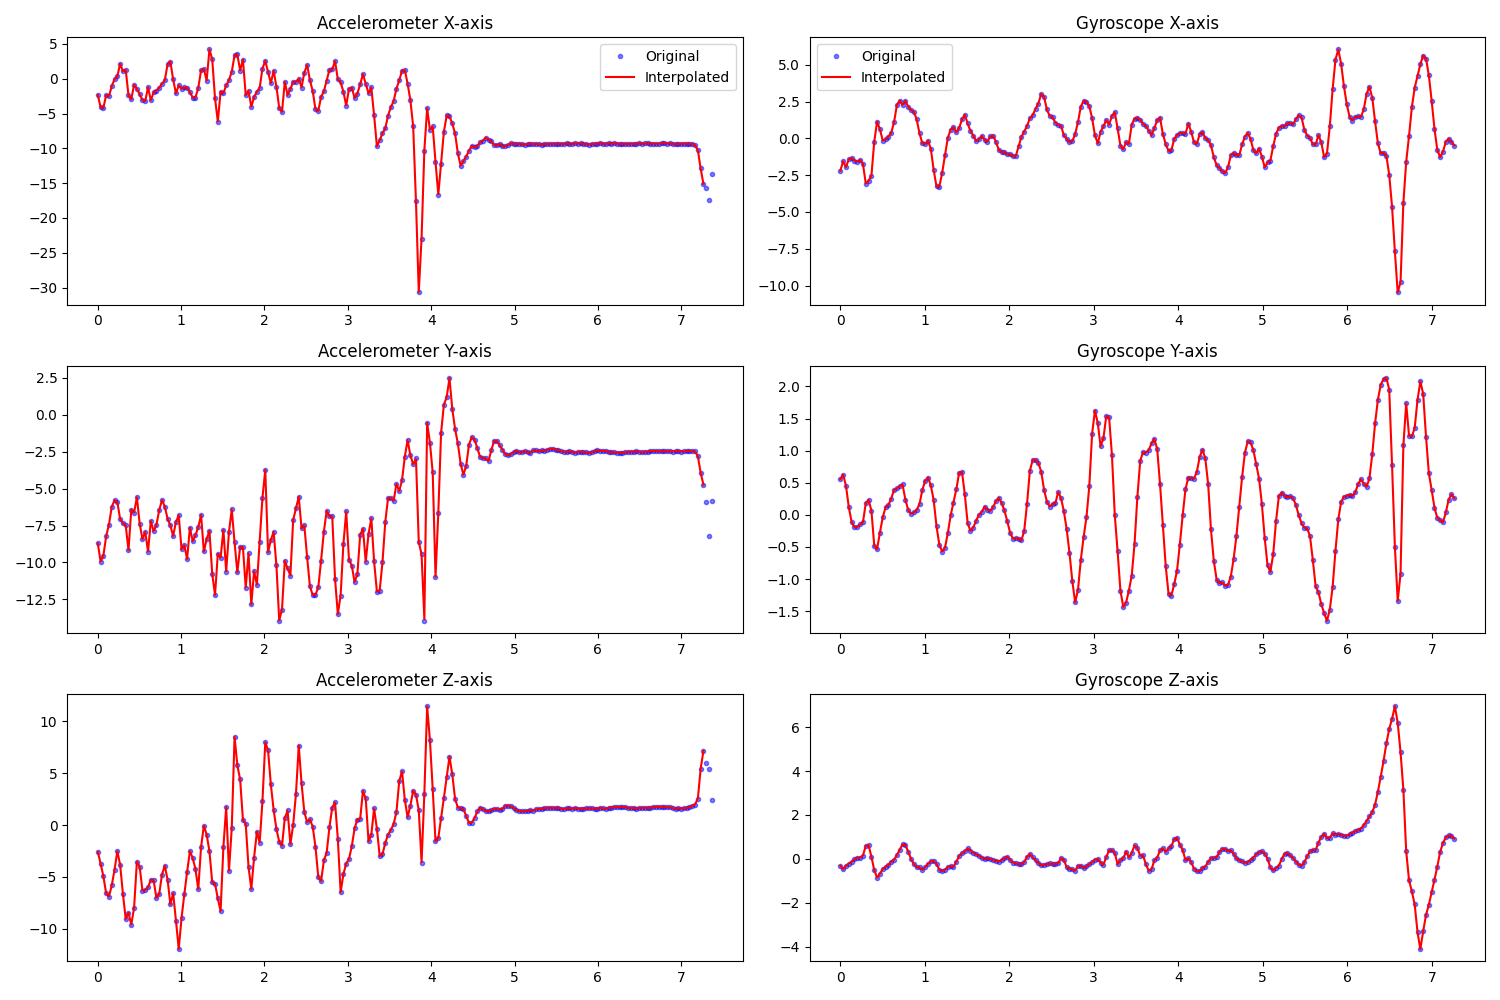 Accelerometer X-axis
5
0
−5
−10
−15
−20
−25
−30
Original
Interpolated
0 1 2 3 4 5 6 7
Gyroscope X-axis
5.0
2.5
0.0
−2.5
−5.0
−7.5
−10.0
Original
Interpolated
0 1 2 3 4 5 6 7
Accelerometer Y-axis
2.5
0.0
−2.5
−5.0
−7.5
−10.0
−12.5
0 1 2 3 4 5 6 7
Gyroscope Y-axis
2.0
1.5
1.0
0.5
0.0
−0.5
−1.0
−1.5
0 1 2 3 4 5 6 7
Accelerometer Z-axis
10
5
0
−5
−10
0 1 2 3 4 5 6 7
Gyroscope Z-axis
6
4
2
0
−2
−4
0 1 2 3 4 5 6 7